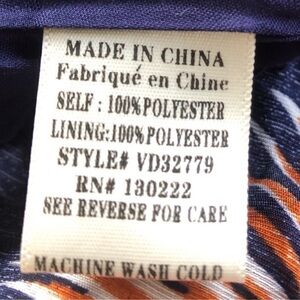 MADE IN CHINA
Fabriqué en Chine
SELF : 100%POLYESTER
LINING:100%POLYESTER
STYLE# VD32779
RN# 130222
SEE REVERSE FOR CARE
MACHINE WASH COLD